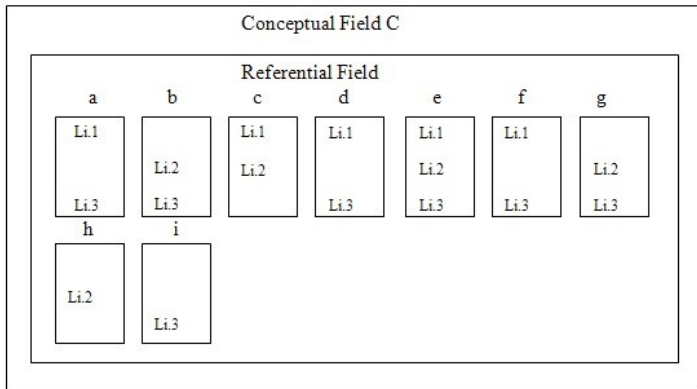 Conceptual Field C
Referential Field
a b c d e f g
Li.1 Li.1 Li.1 Li.1 Li.1
Li.2 Li.2 Li.2 Li.2
Li.3 Li.3 Li.3 Li.3 Li.3 Li.3
h i
Li.2
Li.3